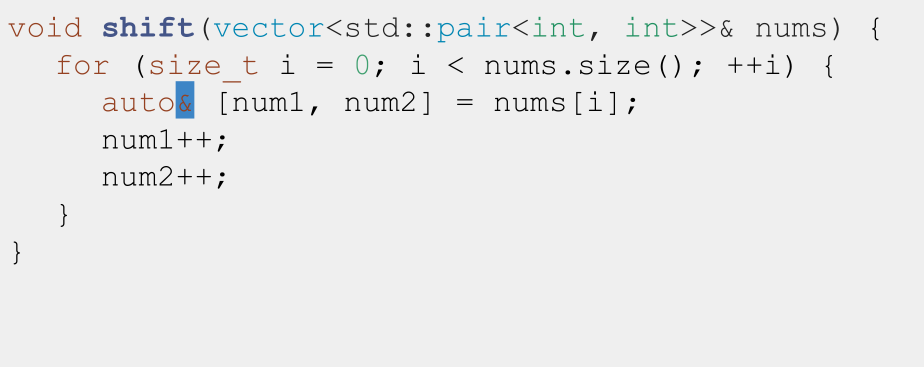 void shift(vector<std::pair<int, int>>& nums) {
for (size_t i = 0; i < nums.size(); ++i) {
auto& [num1, num2] = nums[i];
num1++;
num2++;
}
}